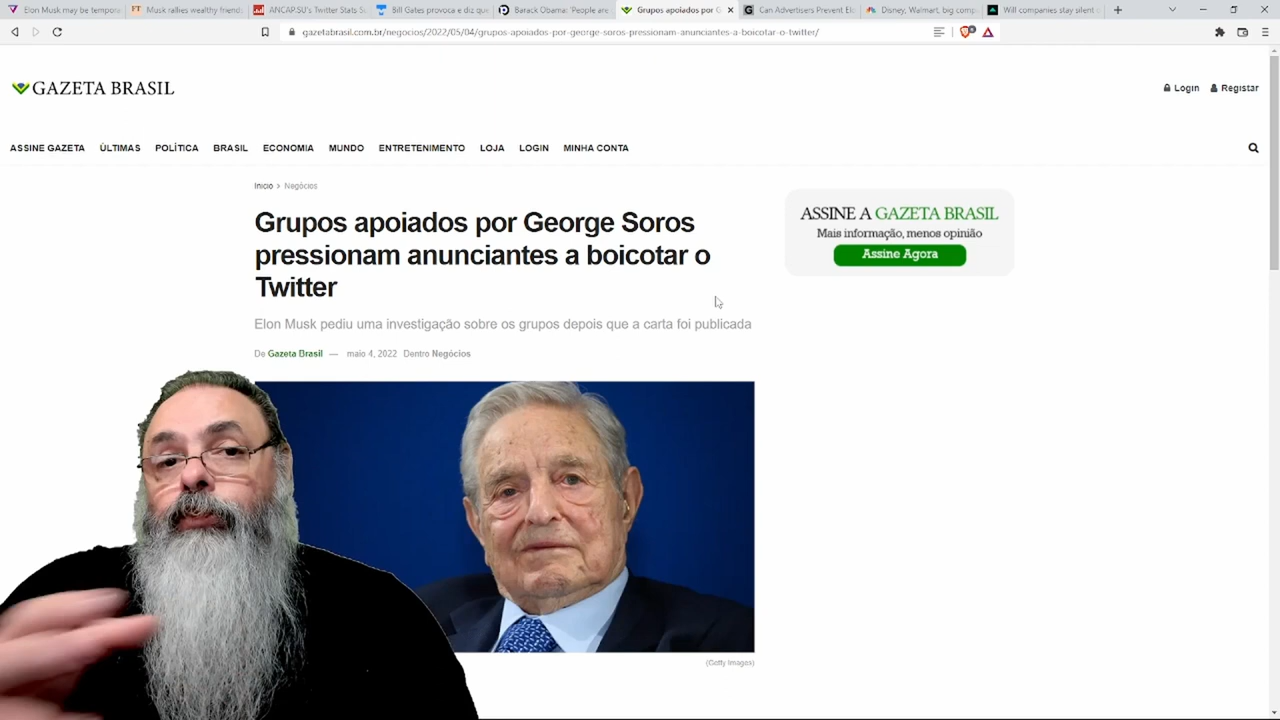 Elon Musk may be tempora
Musk rallies wealthy friends
ANCAP.SU's Twitter Stats S
Bill Gates provoca e diz que
Barack Obama: 'People are
Grupos apoiados por G
Can Advertisers Prevent El
Disney, Walmart, big comp
Will companies stay silent o
gazetabrasil.com.br/negocios/2022/05/04/grupos-apoiados-por-george-soros-pressionam-anunciantes-a-boicotar-o-twitter/
GAZETA BRASIL
Login Registar
ASSINE GAZETA ÚLTIMAS POLÍTICA BRASIL ECONOMIA MUNDO ENTRETENIMENTO LOJA LOGIN MINHA CONTA
Início > Negócios
Grupos apoiados por George Soros
pressionam anunciantes a boicotar o
Twitter
Elon Musk pediu uma investigação sobre os grupos depois que a carta foi publicada
De Gazeta Brasil — maio 4, 2022 Dentro Negócios
ASSINE A GAZETA BRASIL
Mais informação, menos opinião
Assine Agora
(Getty Images)